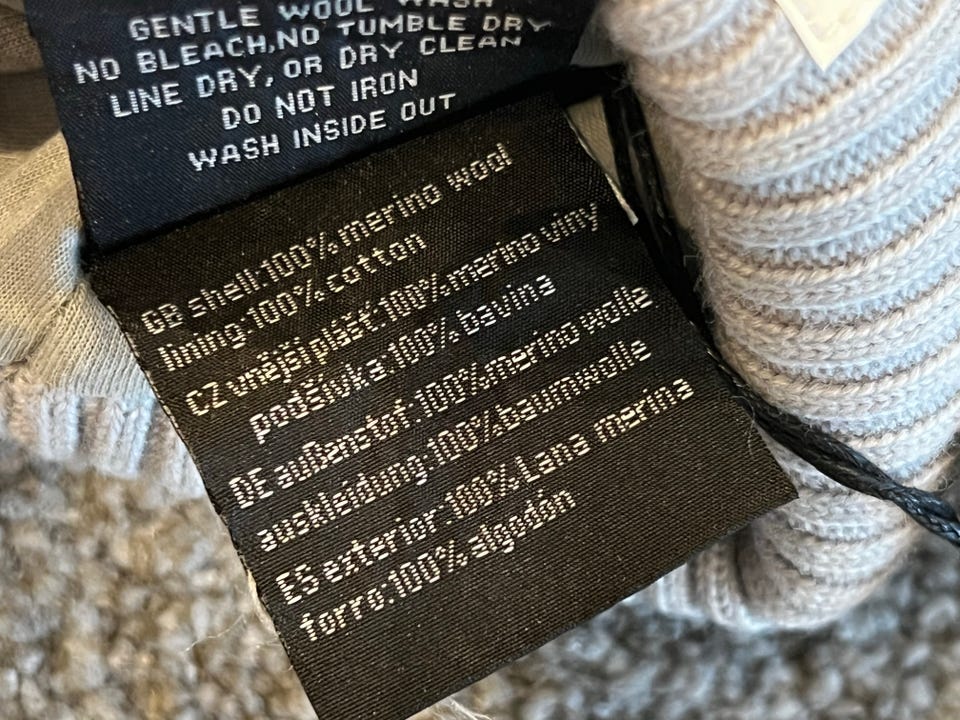 GENTLE WOOL WASH
NO BLEACH, NO TUMBLE DRY
LINE DRY, OR DRY CLEAN
DO NOT IRON
WASH INSIDE OUT
GB shell:100% merino wool
lining:100% cotton
CZ vnější plášť:100% merino vlny
podšívka:100% bavlna
DE außenstof:100% merino wolle
auskleidung:100% baumwolle
ES exterior:100% Lana merina
forro:100% algodón